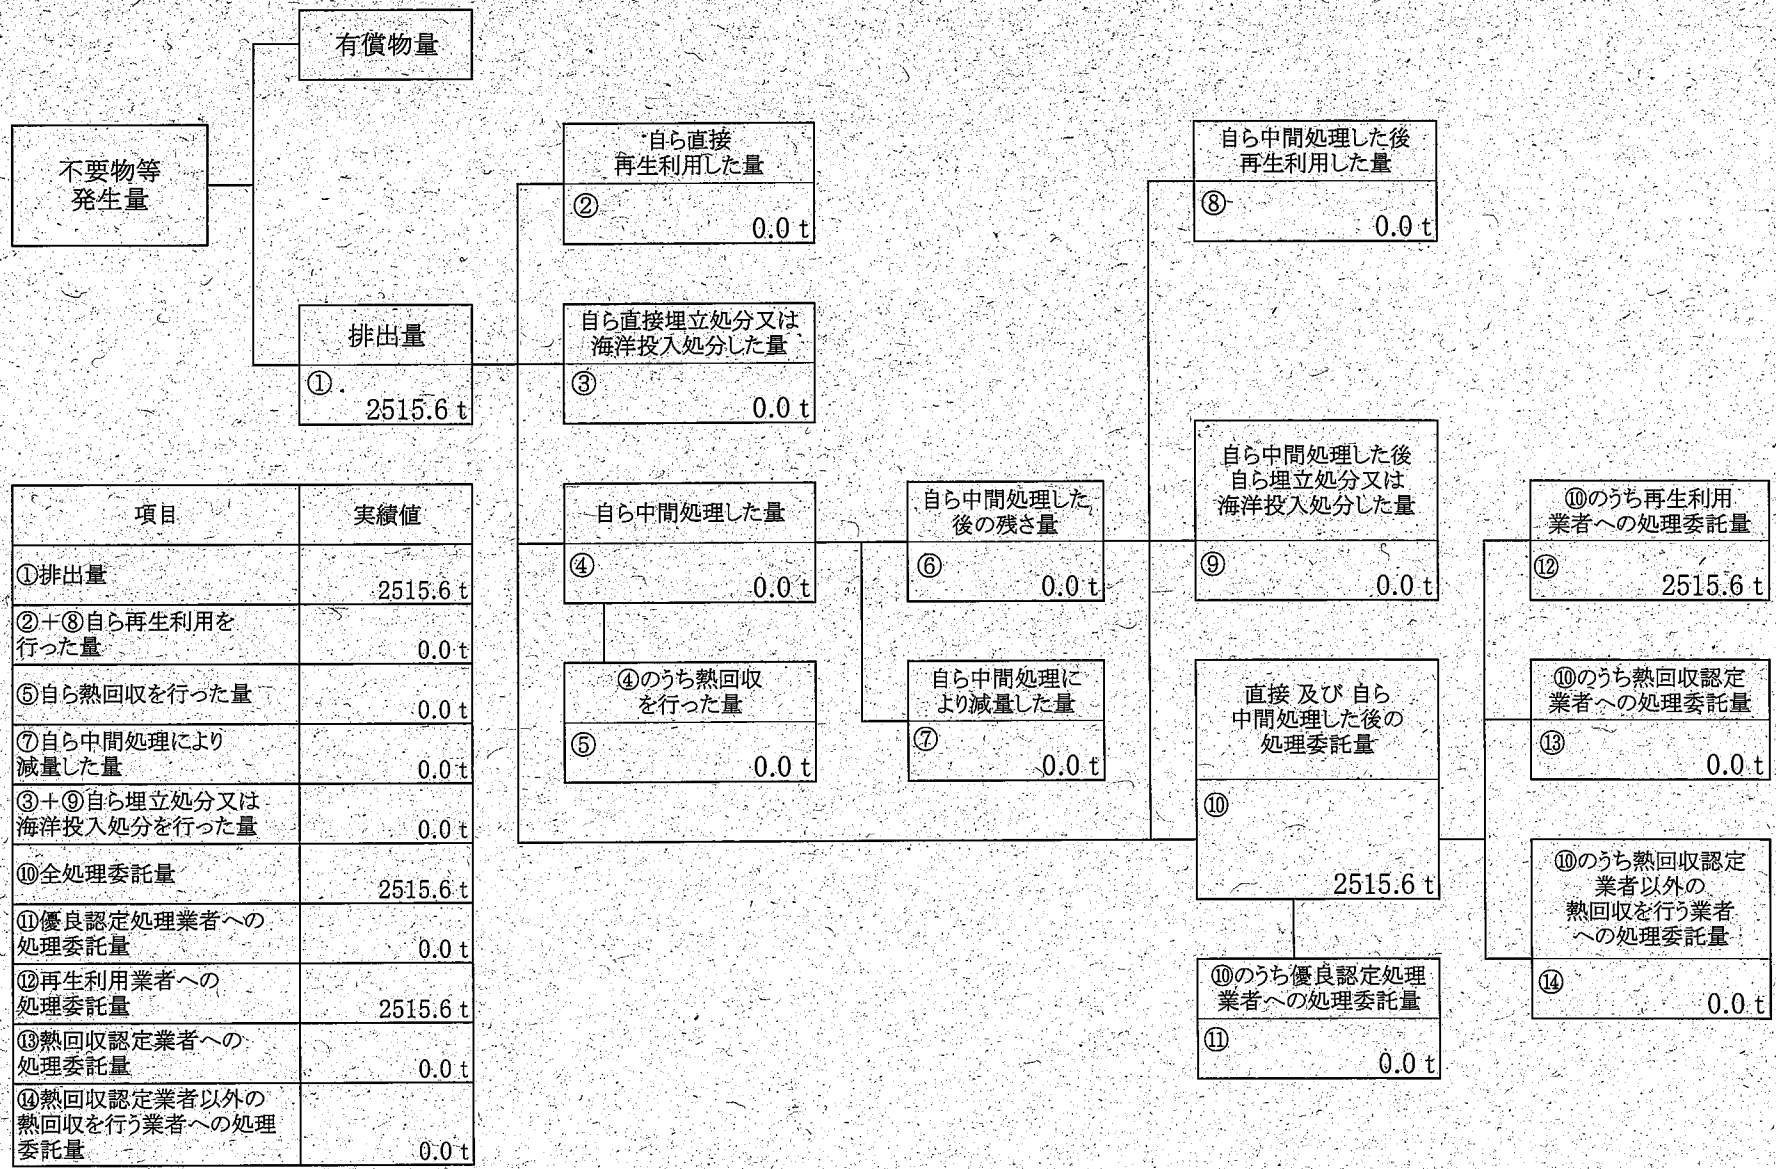 有償物量
不要物等
発生量
排出量
①
2515.6 t
自ら直接
再生利用した量
②
0.0 t
自ら直接埋立処分又は
海洋投入処分した量
③
0.0 t
自ら中間処理した量
④
0.0 t
④のうち熱回収
を行った量
⑤
0.0 t
自ら中間処理した
後の残さ量
⑥
0.0 t
自ら中間処理に
より減量した量
⑦
0.0 t
自ら中間処理した後
再生利用した量
⑧
0.0 t
自ら中間処理した後
自ら埋立処分又は
海洋投入処分した量
⑨
0.0 t
直接 及び 自ら
中間処理した後の
処理委託量
⑩
2515.6 t
⑩のうち優良認定処理
業者への処理委託量
⑪
0.0 t
⑩のうち再生利用
業者への処理委託量
⑫
2515.6 t
⑩のうち熱回収認定
業者への処理委託量
⑬
0.0 t
⑩のうち熱回収認定
業者以外の
熱回収を行う業者
への処理委託量
⑭
0.0 t
項目
実績値
①排出量
2515.6 t
②+⑧自ら再生利用を
行った量
0.0 t
⑤自ら熱回収を行った量
0.0 t
⑦自ら中間処理により
減量した量
0.0 t
③+⑨自ら埋立処分又は
海洋投入処分を行った量
0.0 t
⑩全処理委託量
2515.6 t
⑪優良認定処理業者への
処理委託量
0.0 t
⑫再生利用業者への
処理委託量
2515.6 t
⑬熱回収認定業者への
処理委託量
0.0 t
⑭熱回収認定業者以外の
熱回収を行う業者への処理
委託量
0.0 t